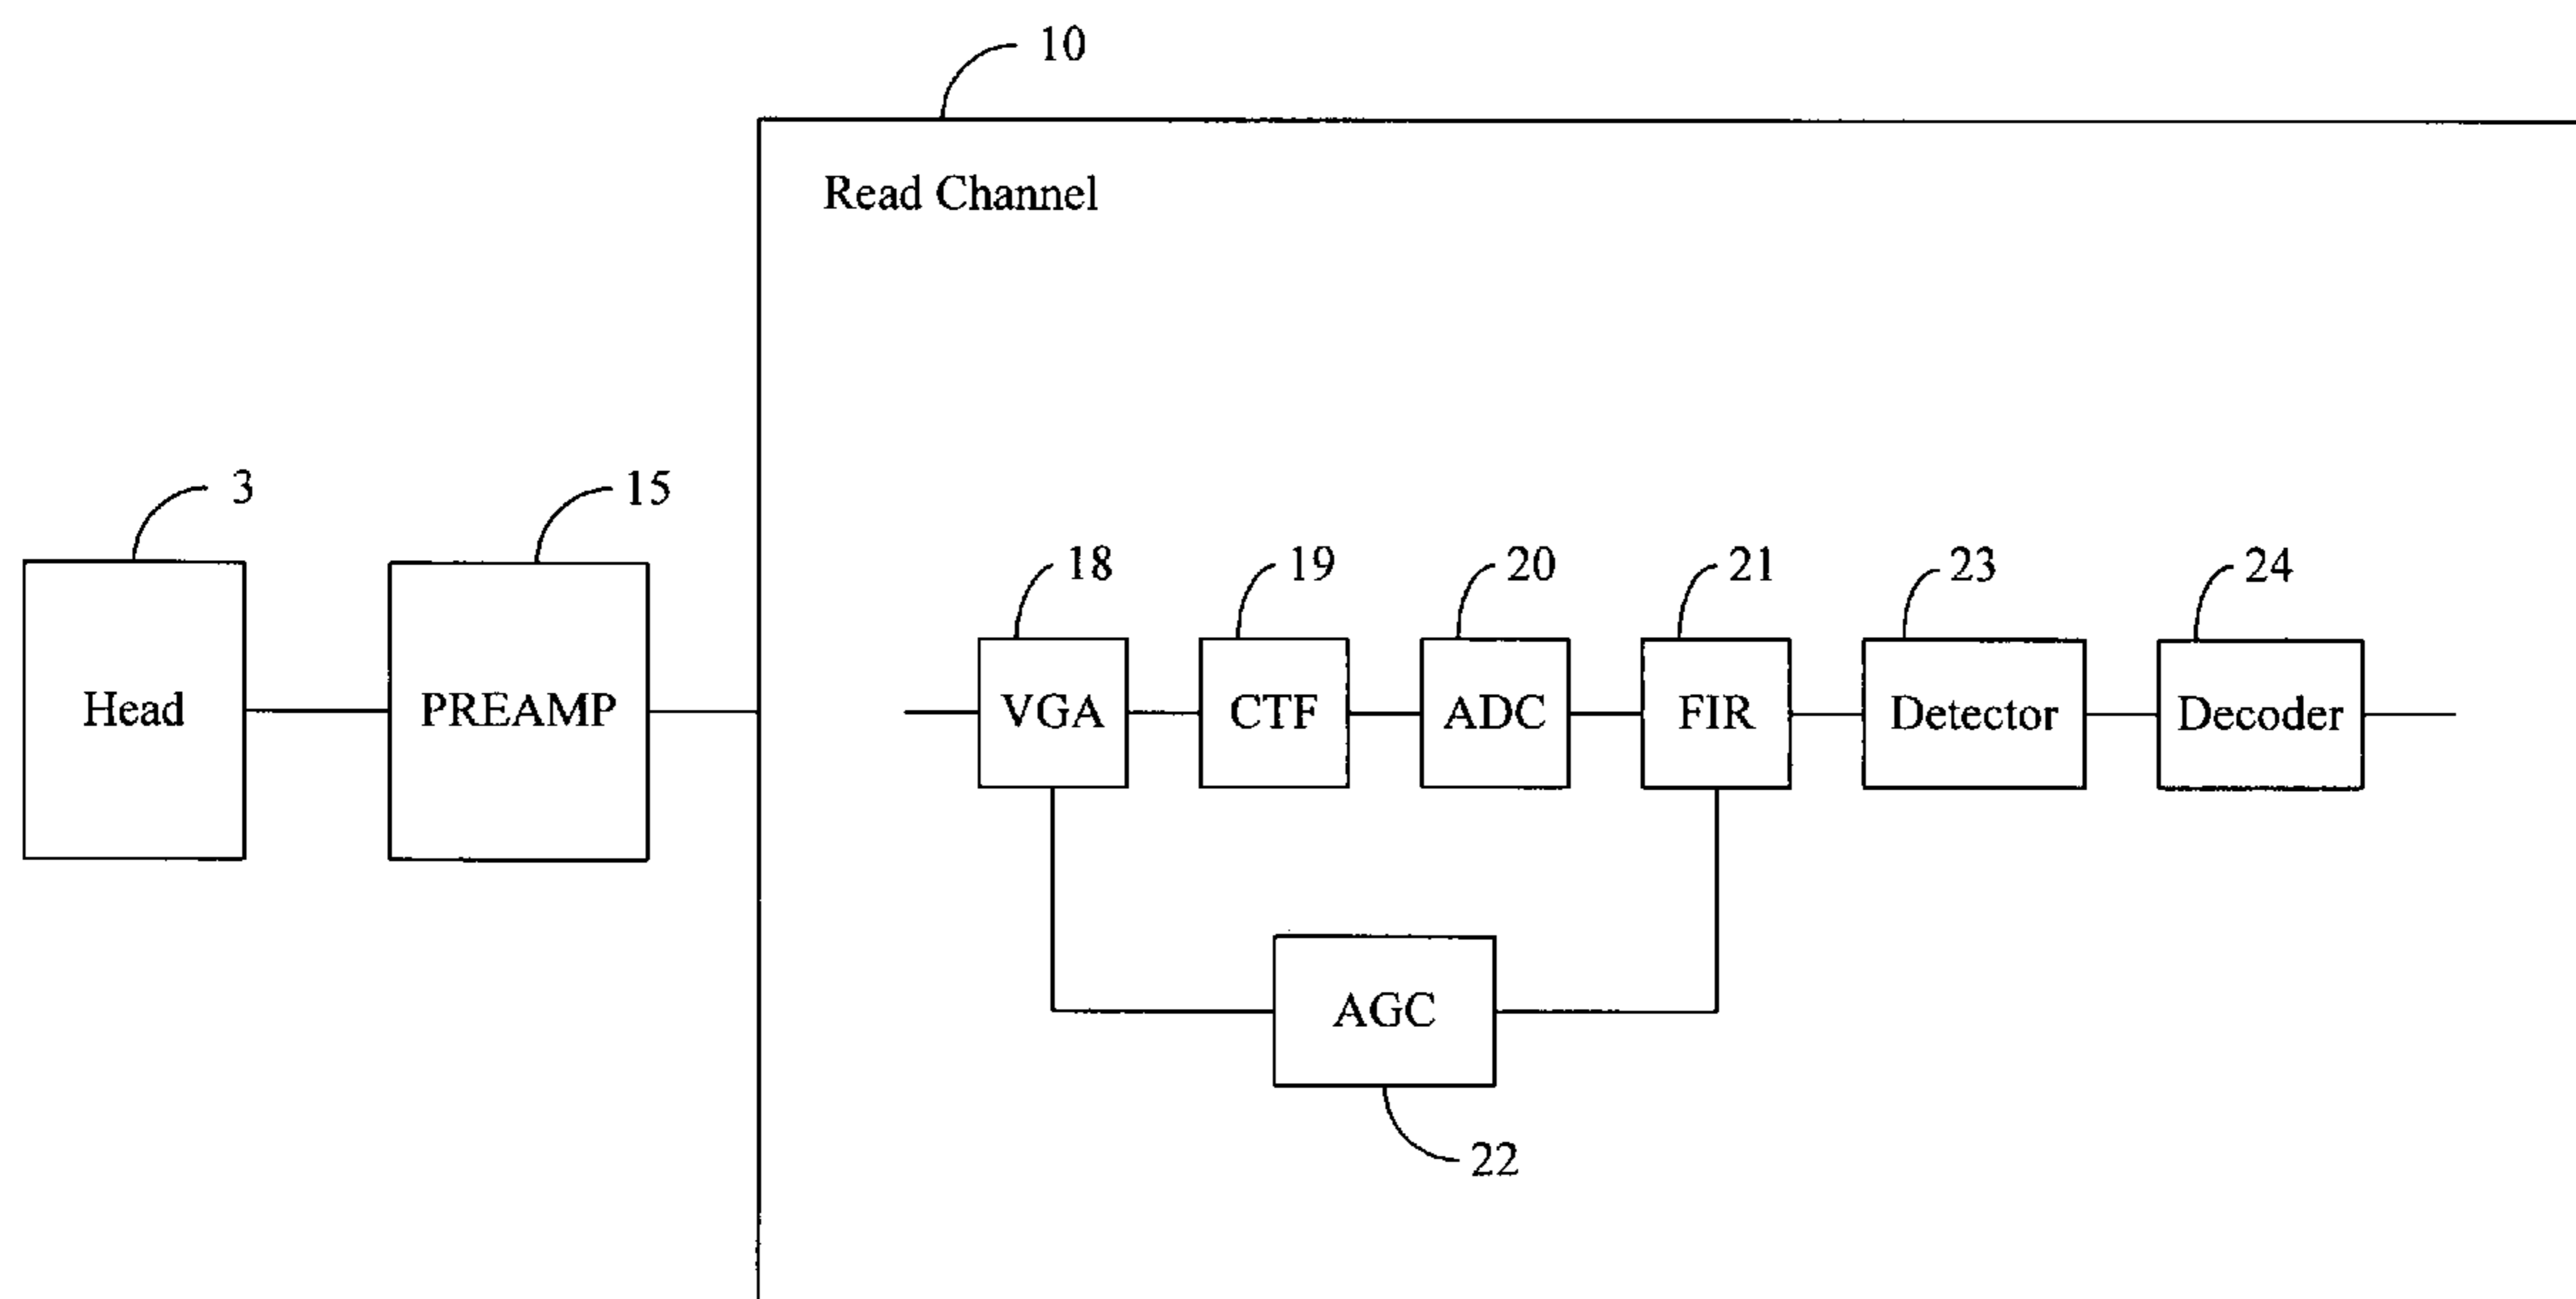 10
Read Channel
3
15
18
19
20
21
23
24
Head
PREAMP
VGA
CTF
ADC
FIR
Detector
Decoder
AGC
22